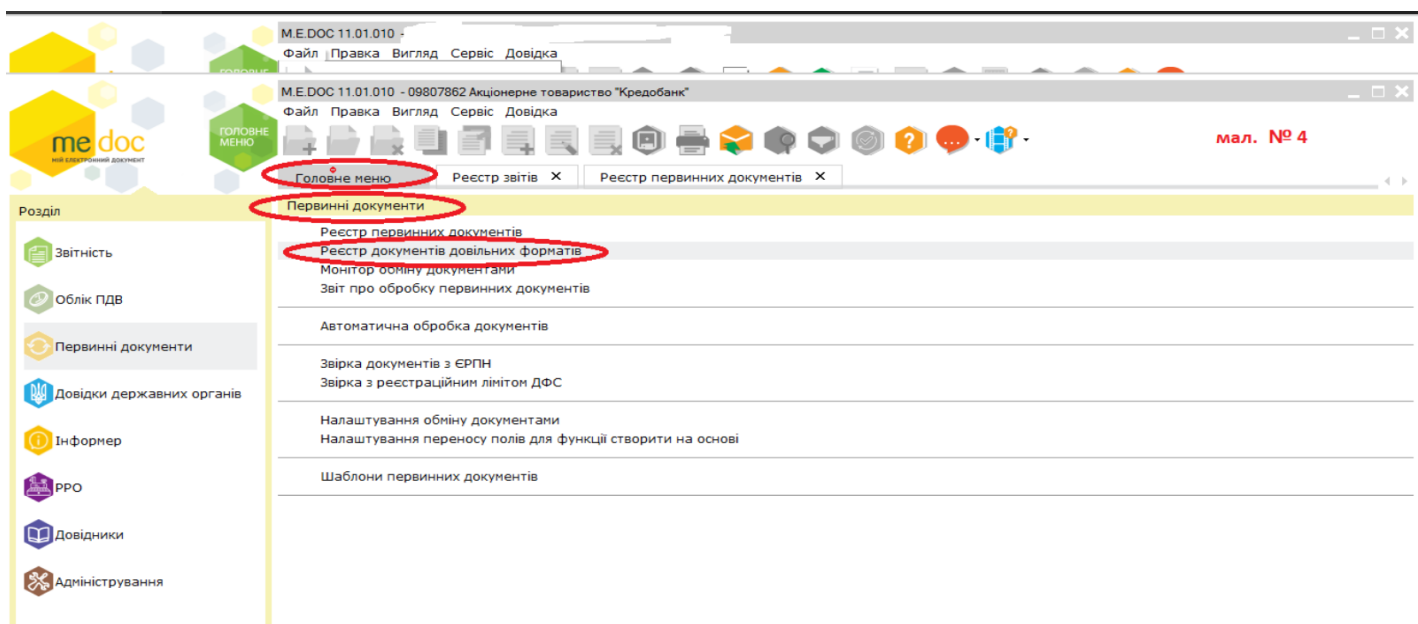 M.E.DOC 11.01.010 -
Файл Правка Вигляд Сервіс Довідка
M.E.DOC 11.01.010 - 09807862 Акціонерне товариство "Кредобанк"
Файл Правка Вигляд Сервіс Довідка
me doc
мій електронний документ
ГОЛОВНЕ
МЕНЮ
мал. № 4
Головне меню Реєстр звітів Реєстр первинних документів
Розділ
Первинні документи
Звітність
Облік ПДВ
Первинні документи
Довідки державних органів
Інформер
РРО
Довідники
Адміністрування
Реєстр первинних документів
Реєстр документів довільних форматів
Монітор обміну документами
Звіт про обробку первинних документів
Автоматична обробка документів
Звірка документів з ЄРПН
Звірка з реєстраційним лімітом ДФС
Налаштування обміну документами
Налаштування переносу полів для функції створити на основі
Шаблони первинних документів